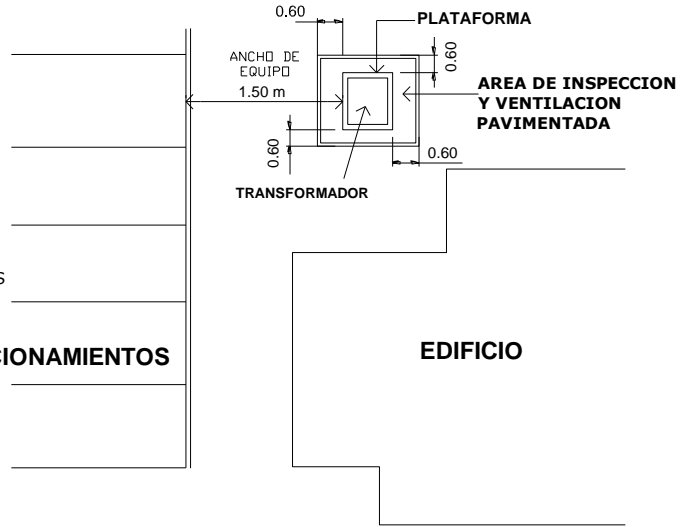 0.60
PLATAFORMA
ANCHO DE
EQUIPO
1.50 m
0.60
AREA DE INSPECCION
Y VENTILACION
PAVIMENTADA
0.60
0.60
TRANSFORMADOR
S
CIONAMIENTOS
EDIFICIO